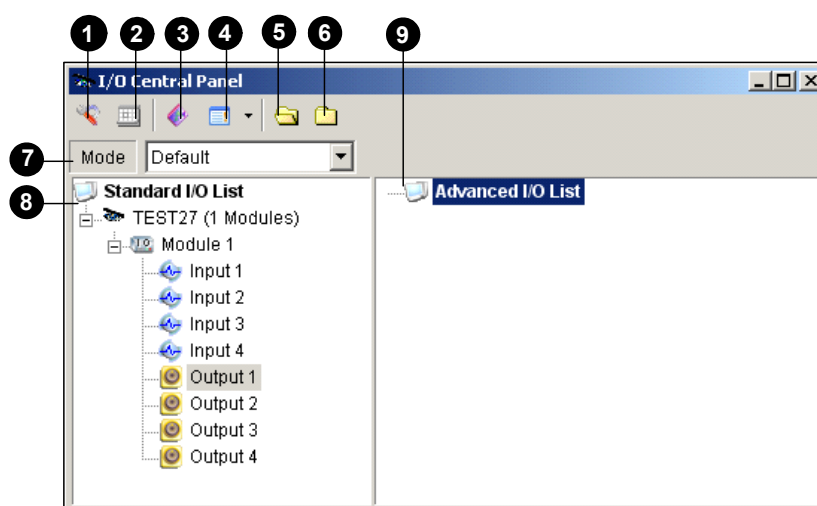 1 2 3 4 5 6 9
I/O Central Panel
7
Mode Default
8
Standard I/O List
Advanced I/O List
TEST27 (1 Modules)
Module 1
Input 1
Input 2
Input 3
Input 4
Output 1
Output 2
Output 3
Output 4